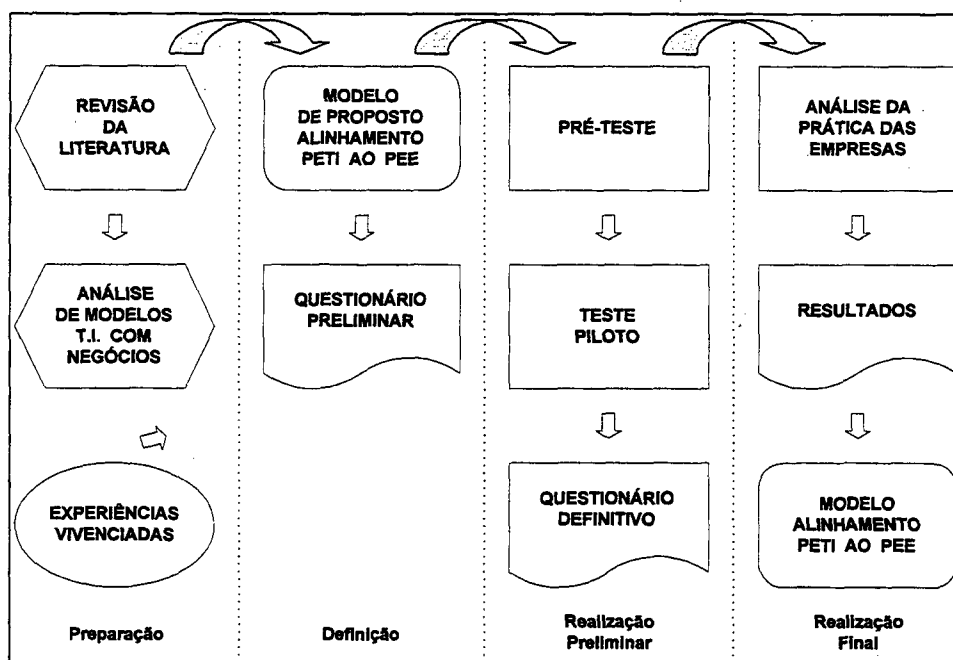 REVISÃO
DA
LITERATURA
ANÁLISE
DE MODELOS
T.I. COM
NEGÓCIOS
EXPERIÊNCIAS
VIVENCIADAS
Preparação
MODELO
DE PROPOSTO
ALINHAMENTO
PETI AO PEE
QUESTIONÁRIO
PRELIMINAR
Definição
PRÉ-TESTE
TESTE
PILOTO
QUESTIONÁRIO
DEFINITIVO
Realização
Preliminar
ANÁLISE DA
PRÁTICA DAS
EMPRESAS
RESULTADOS
MODELO
ALINHAMENTO
PETI AO PEE
Realização
Final